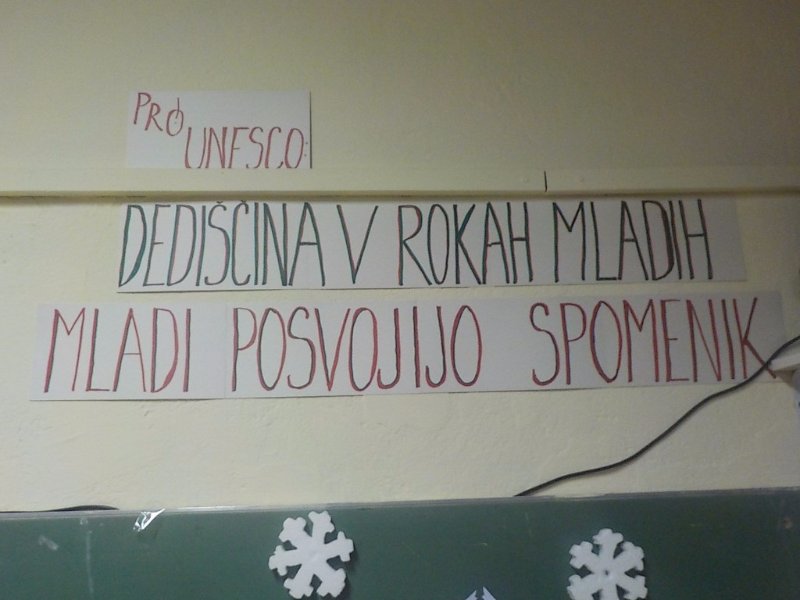 PRO
UNESCO:
DEDIŠČINA V ROKAH MLADIH
MLADI POSVOJIJO SPOMENIK